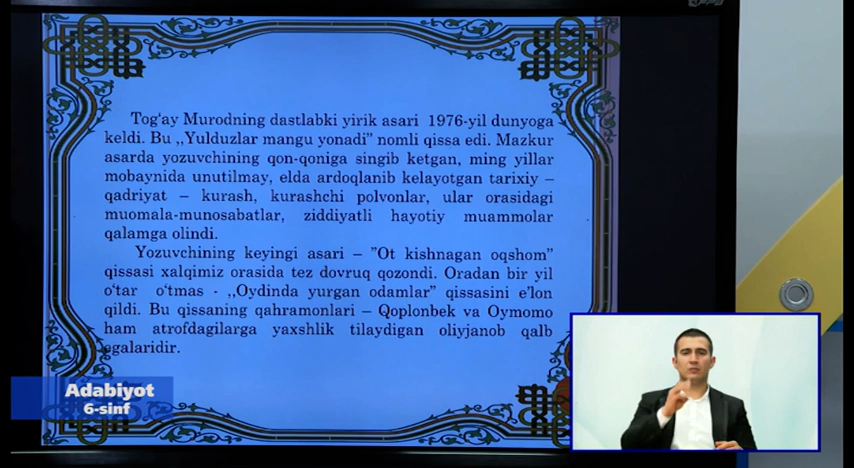 Tog‘ay Murodning dastlabki yirik asari 1976-yil dunyoga
keldi. Bu ,,Yulduzlar mangu yonadi” nomli qissa edi. Mazkur
asarda yozuvchining qon-qoniga singib ketgan, ming yillar
mobaynida unutilmay, elda ardoqlanib kelayotgan tarixiy –
qadriyat – kurash, kurashchi polvonlar, ular orasidagi
muomala-munosabatlar, ziddiyatli hayotiy muammolar
qalamga olindi.
Yozuvchining keyingi asari – ”Ot kishnagan oqshom”
qissasi xalqimiz orasida tez dovruq qozondi. Oradan bir yil
o‘tar o‘tmas - ,,Oydinda yurgan odamlar” qissasini e’lon
qildi. Bu qissaning qahramonlari – Qoplonbek va Oymomo
ham atrofdagilarga yaxshlik tilaydigan oliyjanob qalb
egalaridir.
Adabiyot
6-sinf